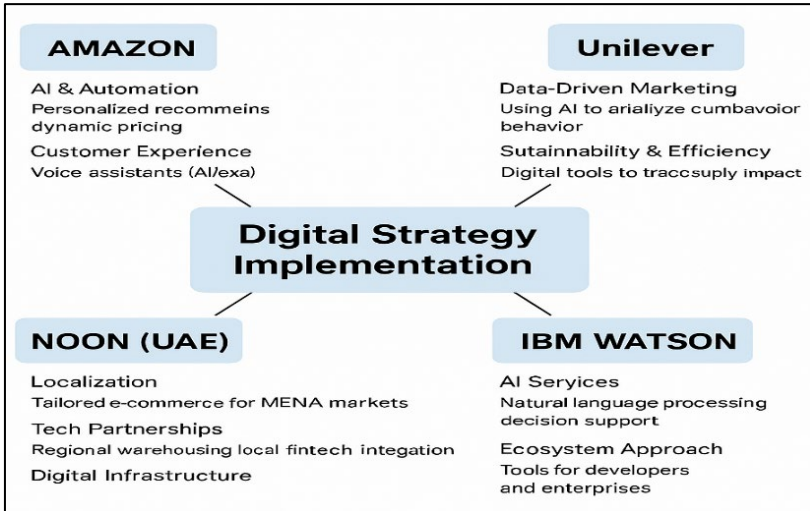 AMAZON
AI & Automation
Personalized recommeins
dynamic pricing
Customer Experience
Voice assistants (AI/exa)
Unilever
Data-Driven Marketing
Using AI to arialiyze cumbavoior
behavior
Sutainnability & Efficiency
Digital tools to traccsuply impact
Digital Strategy
Implementation
NOON (UAE)
Localization
Tailored e-commerce for MENA markets
Tech Partnerships
Regional warehousing local fintech integation
Digital Infrastructure
IBM WATSON
AI Seryices
Natural language processing
decision support
Ecosystem Approach
Tools for developers
and enterprises